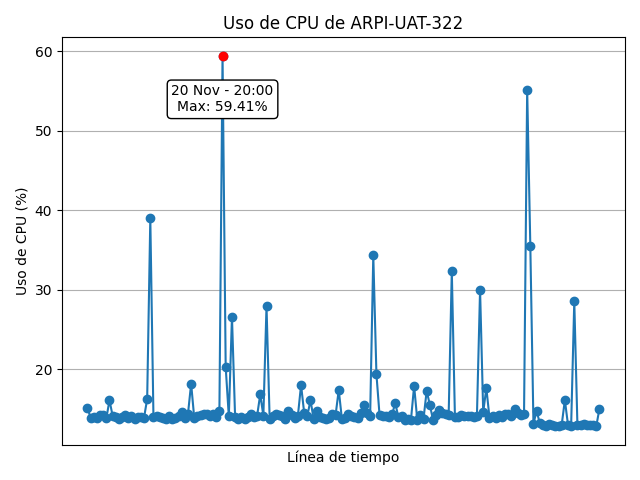 Uso de CPU de ARPI-UAT-322
60
50
40
30
20
Uso de CPU (%)
20 Nov - 20:00
Max: 59.41%
Línea de tiempo